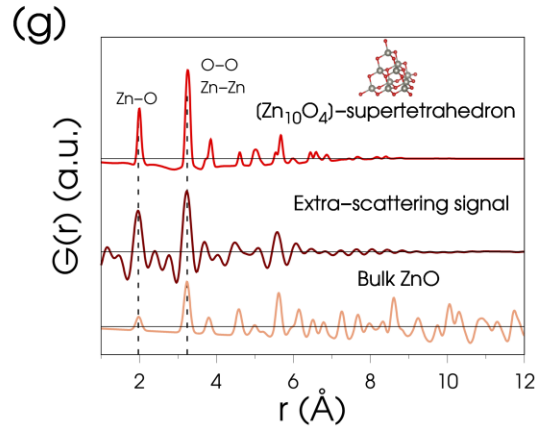 (g)
O–O
Zn–Zn
Zn–O
(Zn₁₀O₄)–supertetrahedron
Extra–scattering signal
Bulk ZnO
G(r) (a.u.)
2 4 6 8 10 12
r (Å)